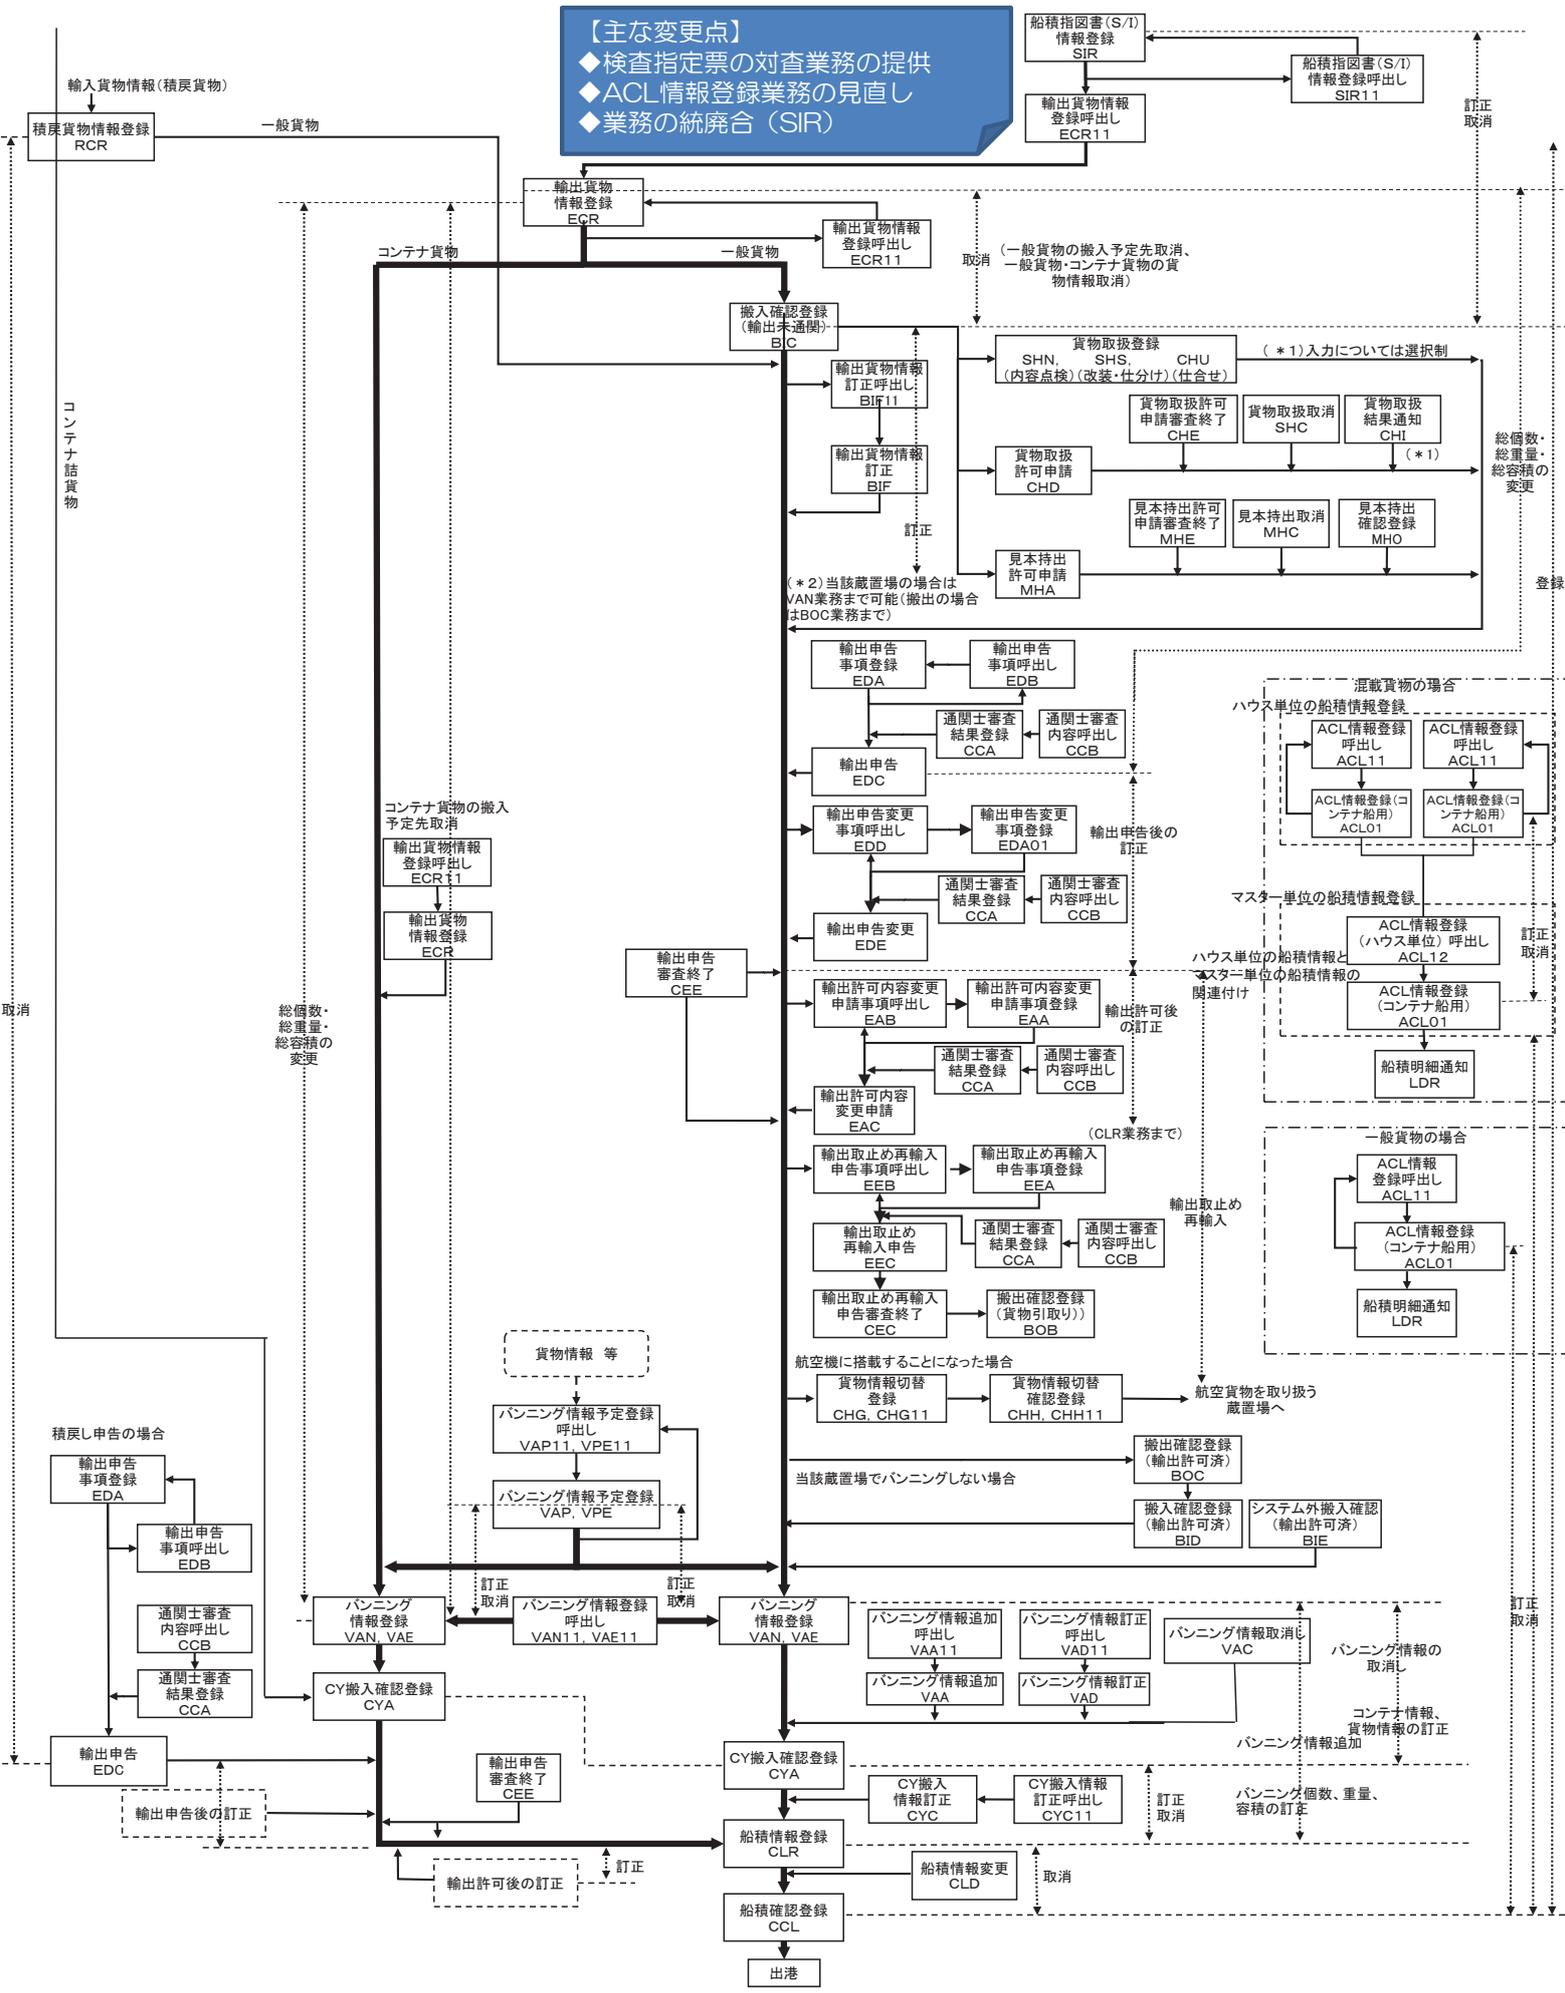 【主な変更点】
◆検査指定票の対査業務の提供
◆ACL情報登録業務の見直し
◆業務の統廃合（SIR）
船積指図書(S/I)
情報登録
SIR
船積指図書(S/I)
情報登録呼出し
SIR11
訂正
取消
輸出貨物情報
登録呼出し
ECR11
輸入貨物情報(積戻貨物)
積戻貨物情報登録
RCR
一般貨物
輸出貨物
情報登録
ECR
輸出貨物情報
登録呼出し
ECR11
コンテナ貨物
一般貨物
取消
(一般貨物の搬入予定先取消、
一般貨物・コンテナ貨物の貨
物情報取消)
搬入確認登録
(輸出未通関)
BIC
貨物取扱登録
SHN, SHS, CHU
(内容点検)(改装・仕分け)(仕合せ)
(＊1)入力については選択制
輸出貨物情報
訂正呼出し
BIF11
輸出貨物情報
訂正
BIF
訂正
貨物取扱
許可申請
CHD
貨物取扱許可
申請審査終了
CHE
貨物取扱取消
SHC
貨物取扱
結果通知
CHI
(＊1)
総個数・
総重量・
総容積の
変更
見本持出
許可申請
MHA
見本持出許可
申請審査終了
MHE
見本持出取消
MHC
見本持出
確認登録
MHO
登録
コンテナ詰貨物
(＊2)当該蔵置場の場合は
VAN業務まで可能(搬出の場合
はBOC業務まで)
輸出申告
事項登録
EDA
輸出申告
事項呼出し
EDB
通関士審査
結果登録
CCA
通関士審査
内容呼出し
CCB
輸出申告
EDC
輸出申告変更
事項呼出し
EDD
輸出申告変更
事項登録
EDA01
輸出申告後の
訂正
通関士審査
結果登録
CCA
通関士審査
内容呼出し
CCB
輸出申告変更
EDE
混載貨物の場合
ハウス単位の船積情報登録
ACL情報登録
呼出し
ACL11
ACL情報登録
呼出し
ACL11
ACL情報登録(コ
ンテナ船用)
ACL01
ACL情報登録(コ
ンテナ船用)
ACL01
マスター単位の船積情報登録
ACL情報登録
(ハウス単位) 呼出し
ACL12
訂正
取消
ハウス単位の船積情報と
マスター単位の船積情報の
関連付け
ACL情報登録
(コンテナ船用)
ACL01
船積明細通知
LDR
コンテナ貨物の搬入
予定先取消
輸出貨物情報
登録呼出し
ECR11
輸出貨物
情報登録
ECR
輸出申告
審査終了
CEE
取消
総個数・
総重量・
総容積の
変更
輸出許可内容変更
申請事項呼出し
EAB
輸出許可内容変更
申請事項登録
EAA
輸出許可後
の訂正
通関士審査
結果登録
CCA
通関士審査
内容呼出し
CCB
輸出許可内容
変更申請
EAC
(CLR業務まで)
輸出取止め再輸入
申告事項呼出し
EEB
輸出取止め再輸入
申告事項登録
EEA
輸出取止め
再輸入
輸出取止め
再輸入申告
EEC
通関士審査
結果登録
CCA
通関士審査
内容呼出し
CCB
輸出取止め再輸入
申告審査終了
CEC
搬出確認登録
(貨物引取り))
BOB
一般貨物の場合
ACL情報
登録呼出し
ACL11
ACL情報登録
(コンテナ船用)
ACL01
船積明細通知
LDR
航空機に搭載することになった場合
貨物情報切替
登録
CHG, CHG11
貨物情報切替
確認登録
CHH, CHH11
航空貨物を取り扱う
蔵置場へ
貨物情報 等
バンニング情報予定登録
呼出し
VAP11, VPE11
バンニング情報予定登録
VAP, VPE
当該蔵置場でバンニングしない場合
搬出確認登録
(輸出許可済)
BOC
搬入確認登録
(輸出許可済)
BID
システム外搬入確認
(輸出許可済)
BIE
積戻し申告の場合
輸出申告
事項登録
EDA
輸出申告
事項呼出し
EDB
通関士審査
内容呼出し
CCB
通関士審査
結果登録
CCA
輸出申告
EDC
訂正
取消
訂正
取消
バンニング
情報登録
VAN, VAE
バンニング情報登録
呼出し
VAN11, VAE11
バンニング
情報登録
VAN, VAE
バンニング情報追加
呼出し
VAA11
バンニング情報訂正
呼出し
VAD11
バンニング情報取消し
VAC
バンニング情報の
取消し
訂正
取消
バンニング情報追加
VAA
バンニング情報訂正
VAD
CY搬入確認登録
CYA
コンテナ情報、
貨物情報の訂正
バンニング情報追加
CY搬入確認登録
CYA
輸出申告
審査終了
CEE
輸出申告後の訂正
CY搬入
情報訂正
CYC
CY搬入情報
訂正呼出し
CYC11
訂正
取消
バンニング個数、重量、
容積の訂正
船積情報登録
CLR
輸出許可後の訂正
訂正
船積情報変更
CLD
取消
船積確認登録
CCL
出港